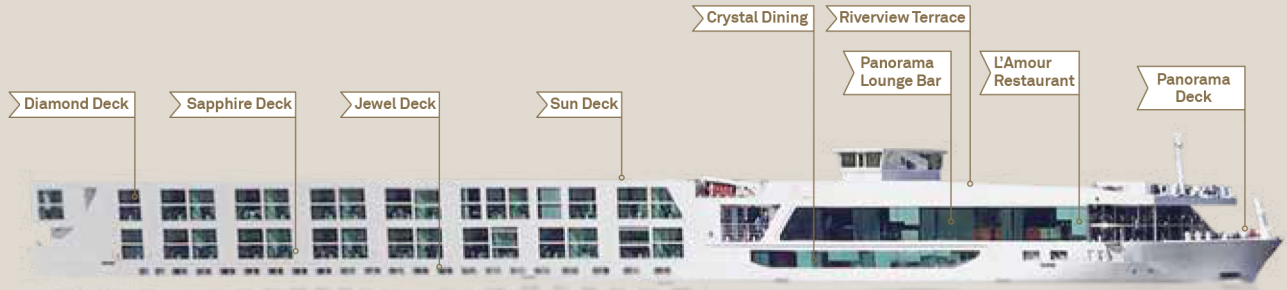 Crystal Dining
Riverview Terrace
Panorama
Lounge Bar
L'Amour
Restaurant
Panorama
Deck
Diamond Deck
Sapphire Deck
Jewel Deck
Sun Deck